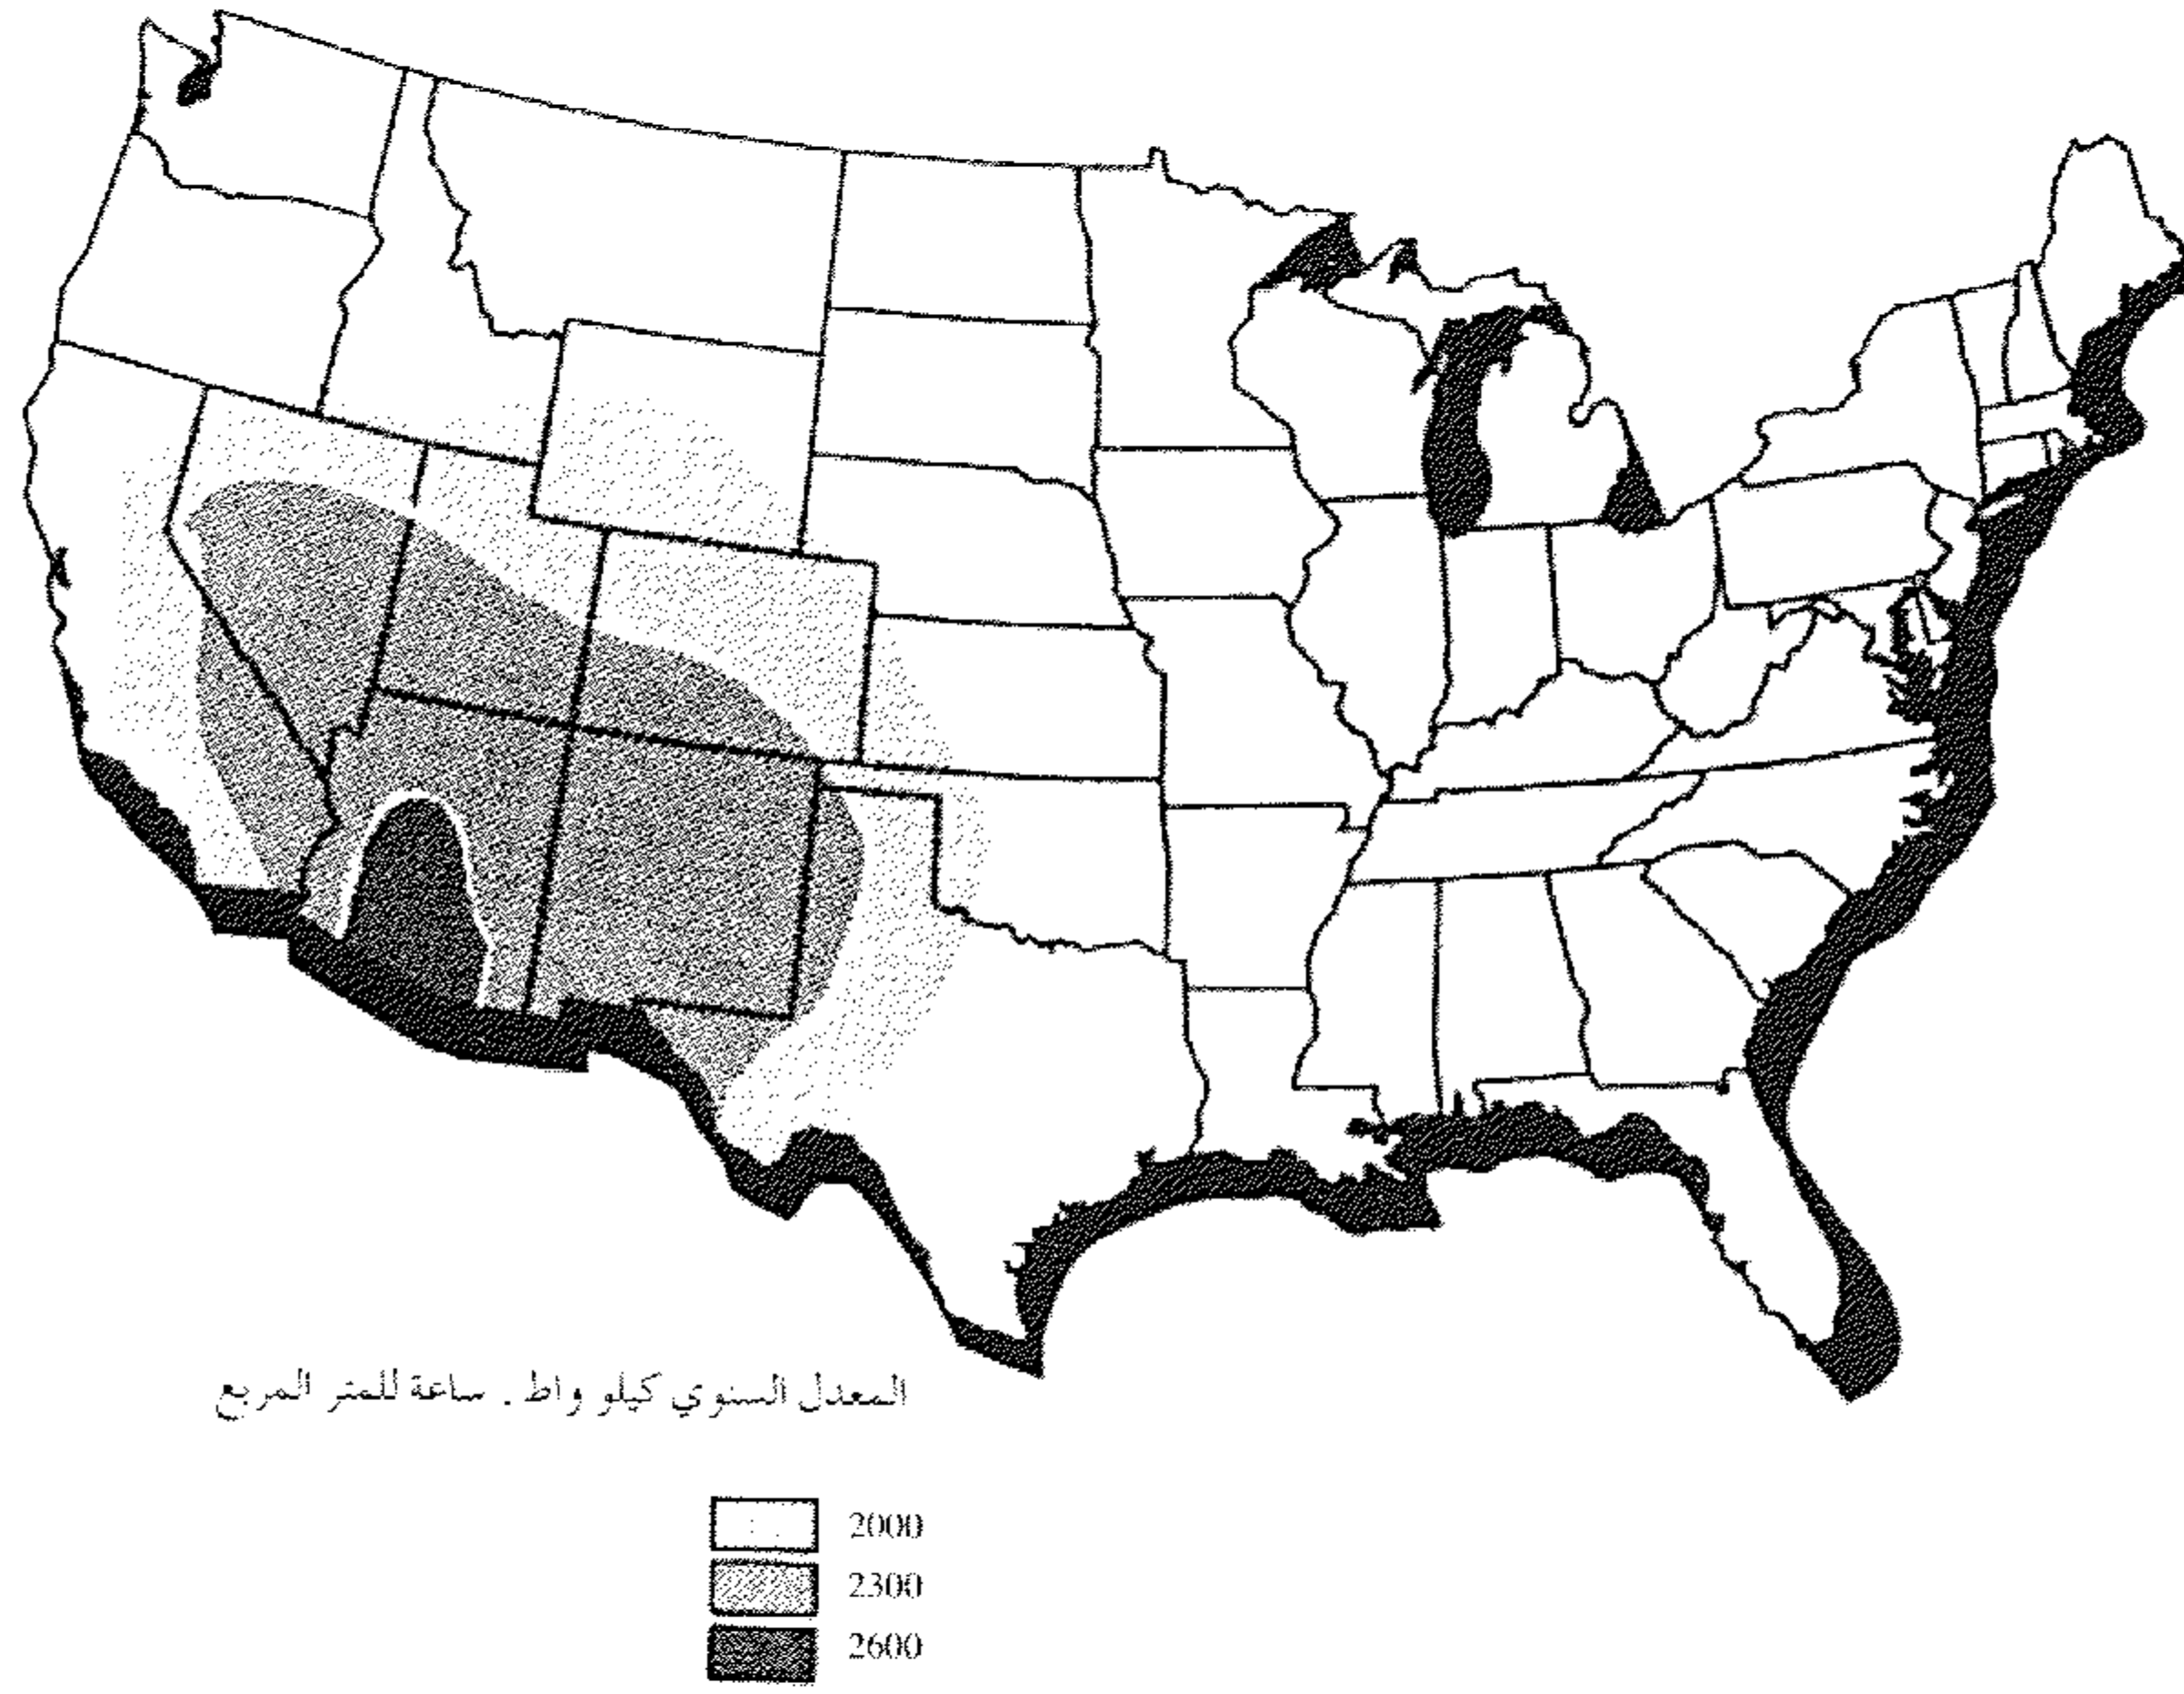 المعدل السنوي كيلو واط . ساعة للمتر المربع
2000
2300
2600